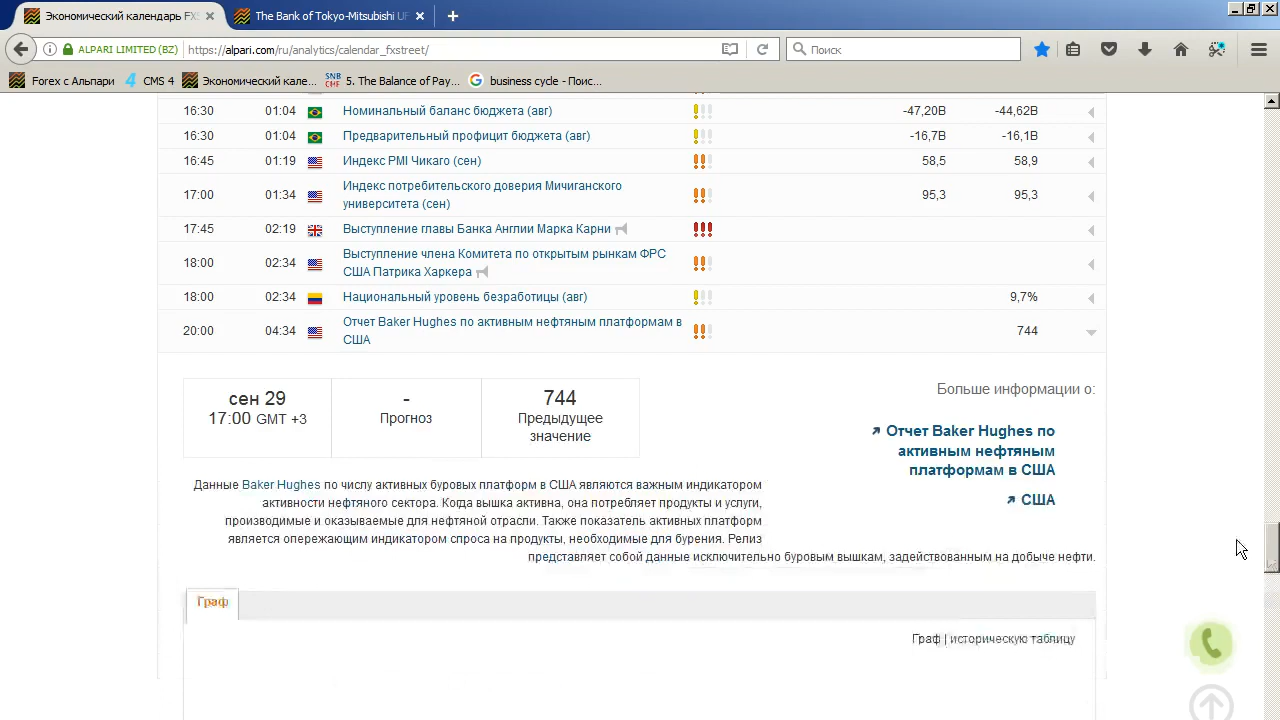 Экономический календарь FXS
The Bank of Tokyo-Mitsubishi UF
ALPARI LIMITED (BZ)
https://alpari.com/ru/analytics/calendar_fxstreet/
Поиск
Forex с Альпари
CMS 4
Экономический кале...
SNB CHF 5. The Balance of Pay...
business cycle - Поис...
16:30 01:04 Номинальный баланс бюджета (авг) -47,20B -44,62B
16:30 01:04 Предварительный профицит бюджета (авг) -16,7B -16,1B
16:45 01:19 Индекс PMI Чикаго (сен) 58,5 58,9
17:00 01:34 Индекс потребительского доверия Мичиганского университета (сен) 95,3 95,3
17:45 02:19 Выступление главы Банка Англии Марка Карни
18:00 02:34 Выступление члена Комитета по открытым рынкам ФРС США Патрика Харкера
18:00 02:34 Национальный уровень безработицы (авг) 9,7%
20:00 04:34 Отчет Baker Hughes по активным нефтяным платформам в США 744
сен 29
17:00 GMT +3
-
Прогноз
744
Предыдущее
значение
Больше информации о:
Отчет Baker Hughes по
активным нефтяным
платформам в США
США
Данные Baker Hughes по числу активных буровых платформ в США являются важным индикатором
активности нефтяного сектора. Когда вышка активна, она потребляет продукты и услуги,
производимые и оказываемые для нефтяной отрасли. Также показатель активных платформ
является опережающим индикатором спроса на продукты, необходимые для бурения. Релиз
представляет собой данные исключительно буровым вышкам, задействованным на добыче нефти.
Граф
Граф | историческую таблицу